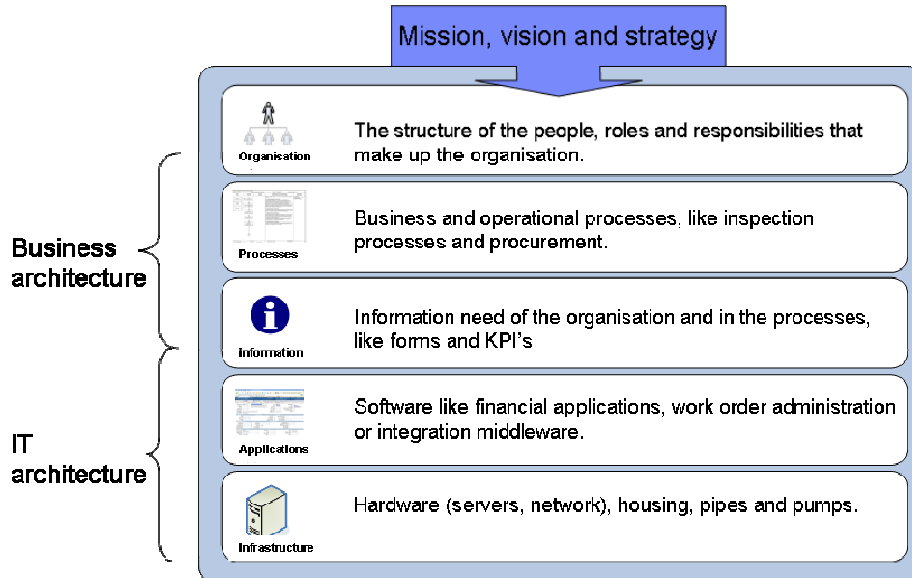 Mission, vision and strategy
The structure of the people, roles and responsibilities that
make up the organisation.
Organisation
Business and operational processes, like inspection
processes and procurement.
Processes
Business
architecture
Information need of the organisation and in the processes,
like forms and KPI's
Information
Software like financial applications, work order administration
or integration middleware.
Applications
IT
architecture
Hardware (servers, network), housing, pipes and pumps.
Infrastructure